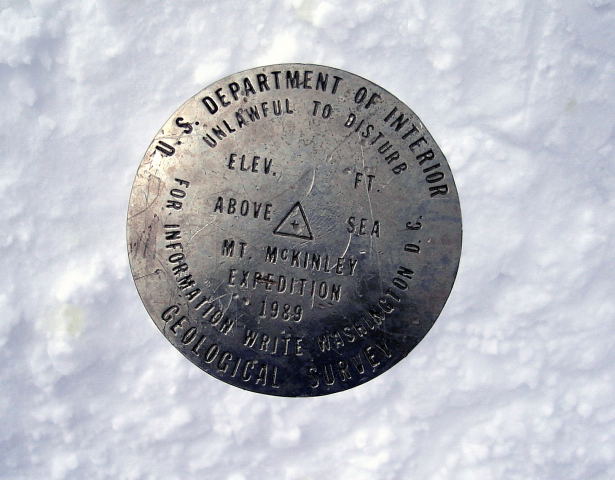 U. S. DEPARTMENT OF INTERIOR
UNLAWFUL TO DISTURB
ELEV. FT.
ABOVE SEA
MT. McKINLEY
EXPEDITION
1989
FOR INFORMATION WRITE WASHINGTON D.C.
GEOLOGICAL SURVEY